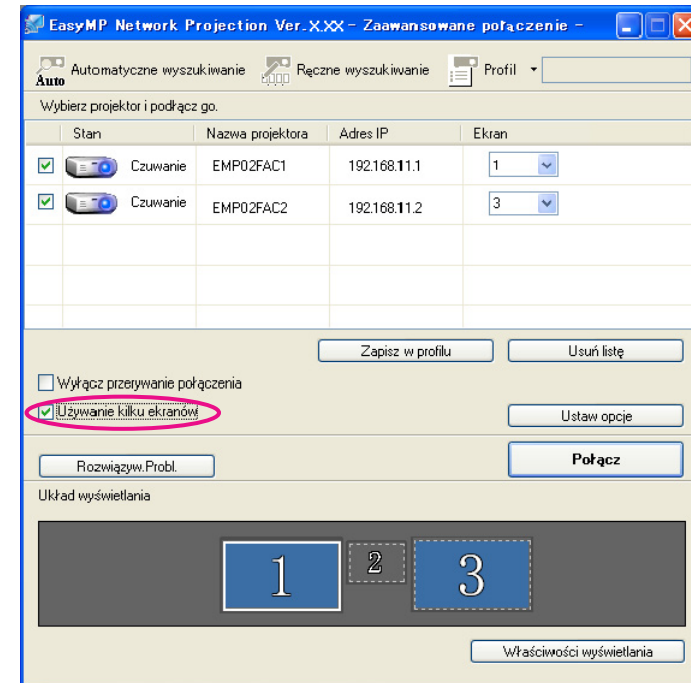 EasyMP Network Projection Ver.X.XX - Zaawansowane połączenie -
Auto Automatyczne wyszukiwanie Ręczne wyszukiwanie Profil
Wybierz projektor i podłącz go.
Stan Nazwa projektora Adres IP Ekran
Czuwanie EMP02FAC1 192.168.11.1 1
Czuwanie EMP02FAC2 192.168.11.2 3
Zapisz w profilu Usuń listę
Wyłącz przerywanie połączenia
Używanie kilku ekranów
Ustaw opcje
Rozwiązyw.Probl. Połącz
Układ wyświetlania
1 2 3
Właściwości wyświetlania